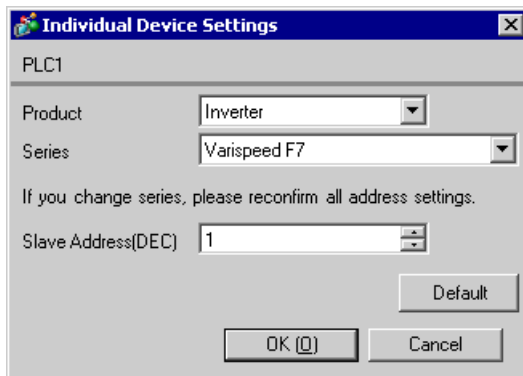 Individual Device Settings
PLC1
Product Inverter
Series Varispeed F7
If you change series, please reconfirm all address settings.
Slave Address(DEC) 1
Default
OK (O) Cancel